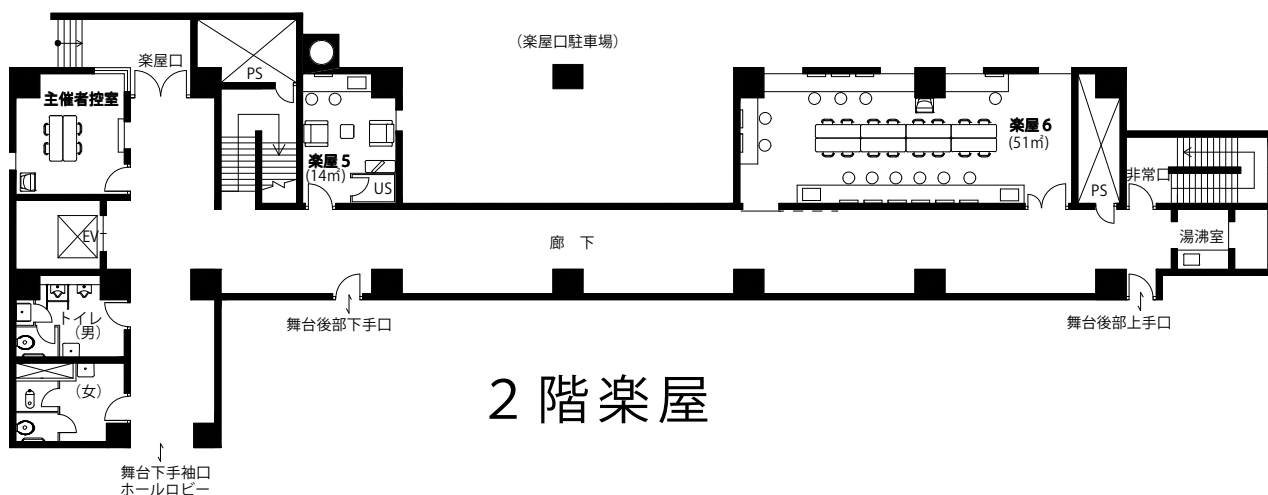 (楽屋口駐車場)
楽屋口
PS
主催者控室
楽屋5
(14㎡)
US
楽屋6
(51㎡)
PS
非常口
EV
廊 下
湯沸室
トイレ
(男)
舞台後部下手口
舞台後部上手口
(女)
2階楽屋
舞台下手袖口
ホールロビー